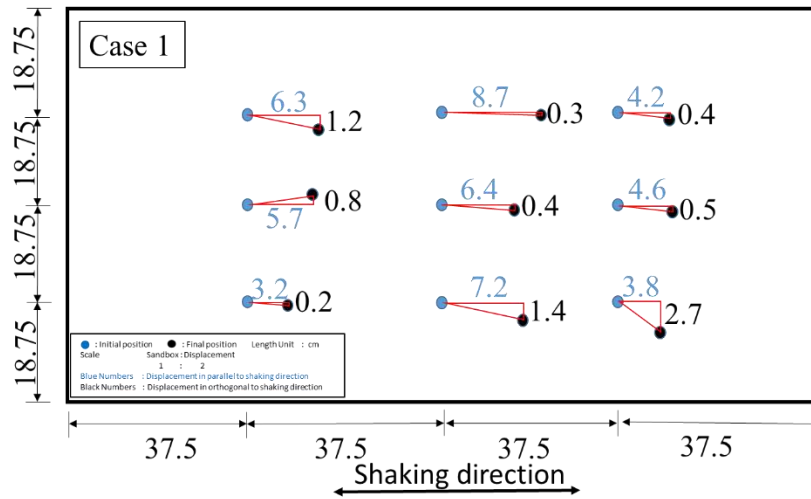 Case 1
18.75
18.75
18.75
18.75
6.3
1.2
8.7
0.3
4.2
0.4
5.7
0.8
6.4
0.4
4.6
0.5
3.2
0.2
7.2
1.4
3.8
2.7
: Initial position : Final position Length Unit : cm
Scale Sandbox : Displacement
1 : 2
Blue Numbers : Displacement in parallel to shaking direction
Black Numbers : Displacement in orthogonal to shaking direction
37.5 37.5 37.5 37.5
Shaking direction